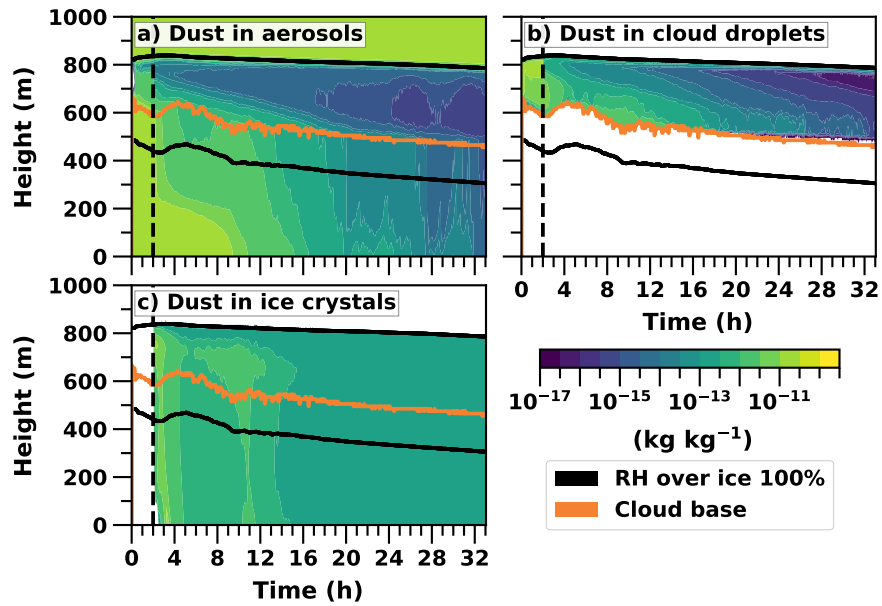 a) Dust in aerosols
b) Dust in cloud droplets
1000
800
600
400
200
0
Height (m)
0 4 8 12 16 20 24 28 32
Time (h)
c) Dust in ice crystals
1000
800
600
400
200
0
Height (m)
0 4 8 12 16 20 24 28 32
Time (h)
10⁻¹⁷ 10⁻¹⁵ 10⁻¹³ 10⁻¹¹
(kg kg⁻¹)
RH over ice 100%
Cloud base